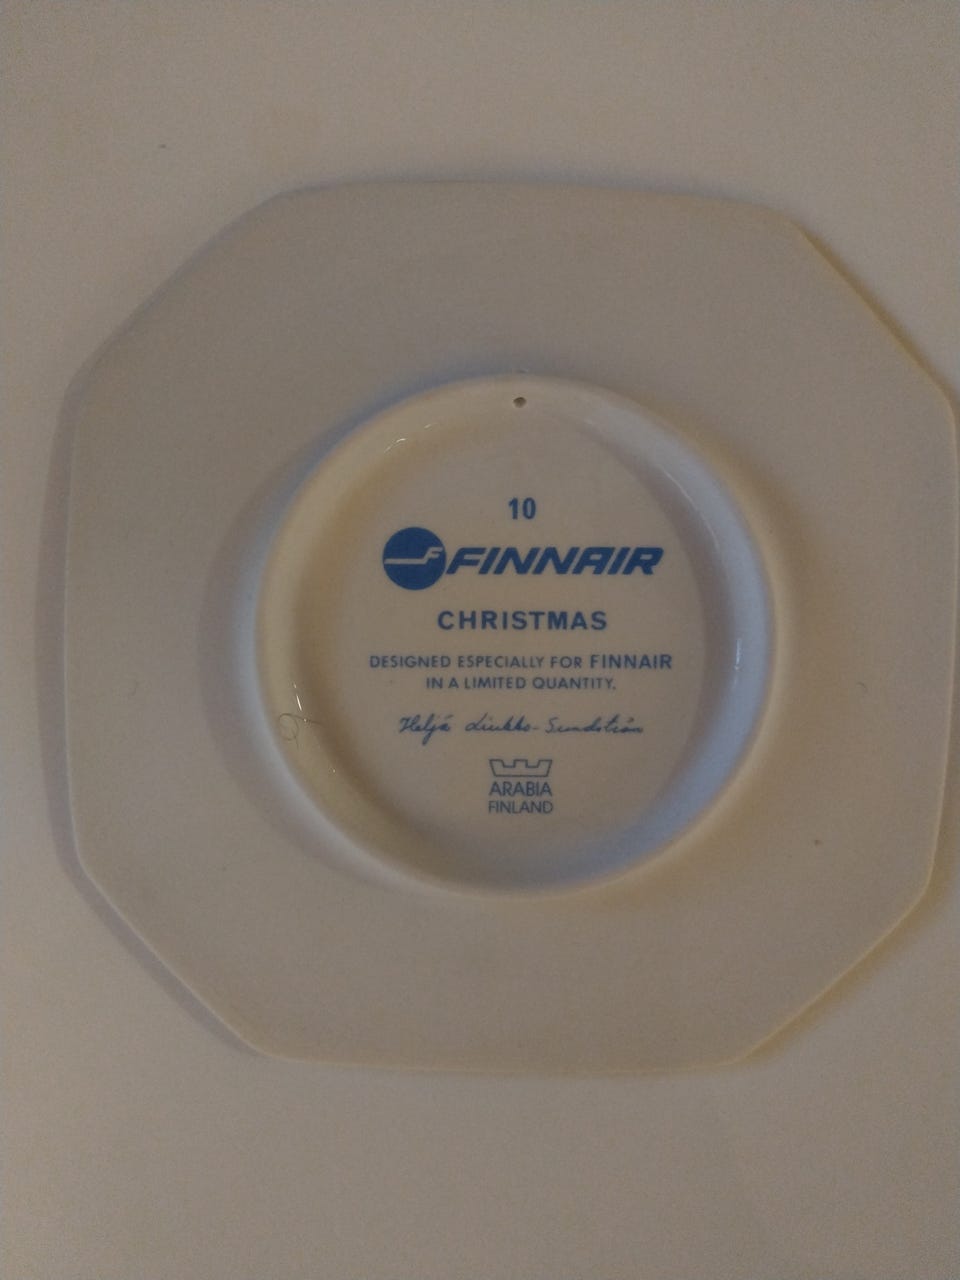 10
FINNAIR
CHRISTMAS
DESIGNED ESPECIALLY FOR FINNAIR
IN A LIMITED QUANTITY.
Heljä Liukko-Sundström
ARABIA
FINLAND